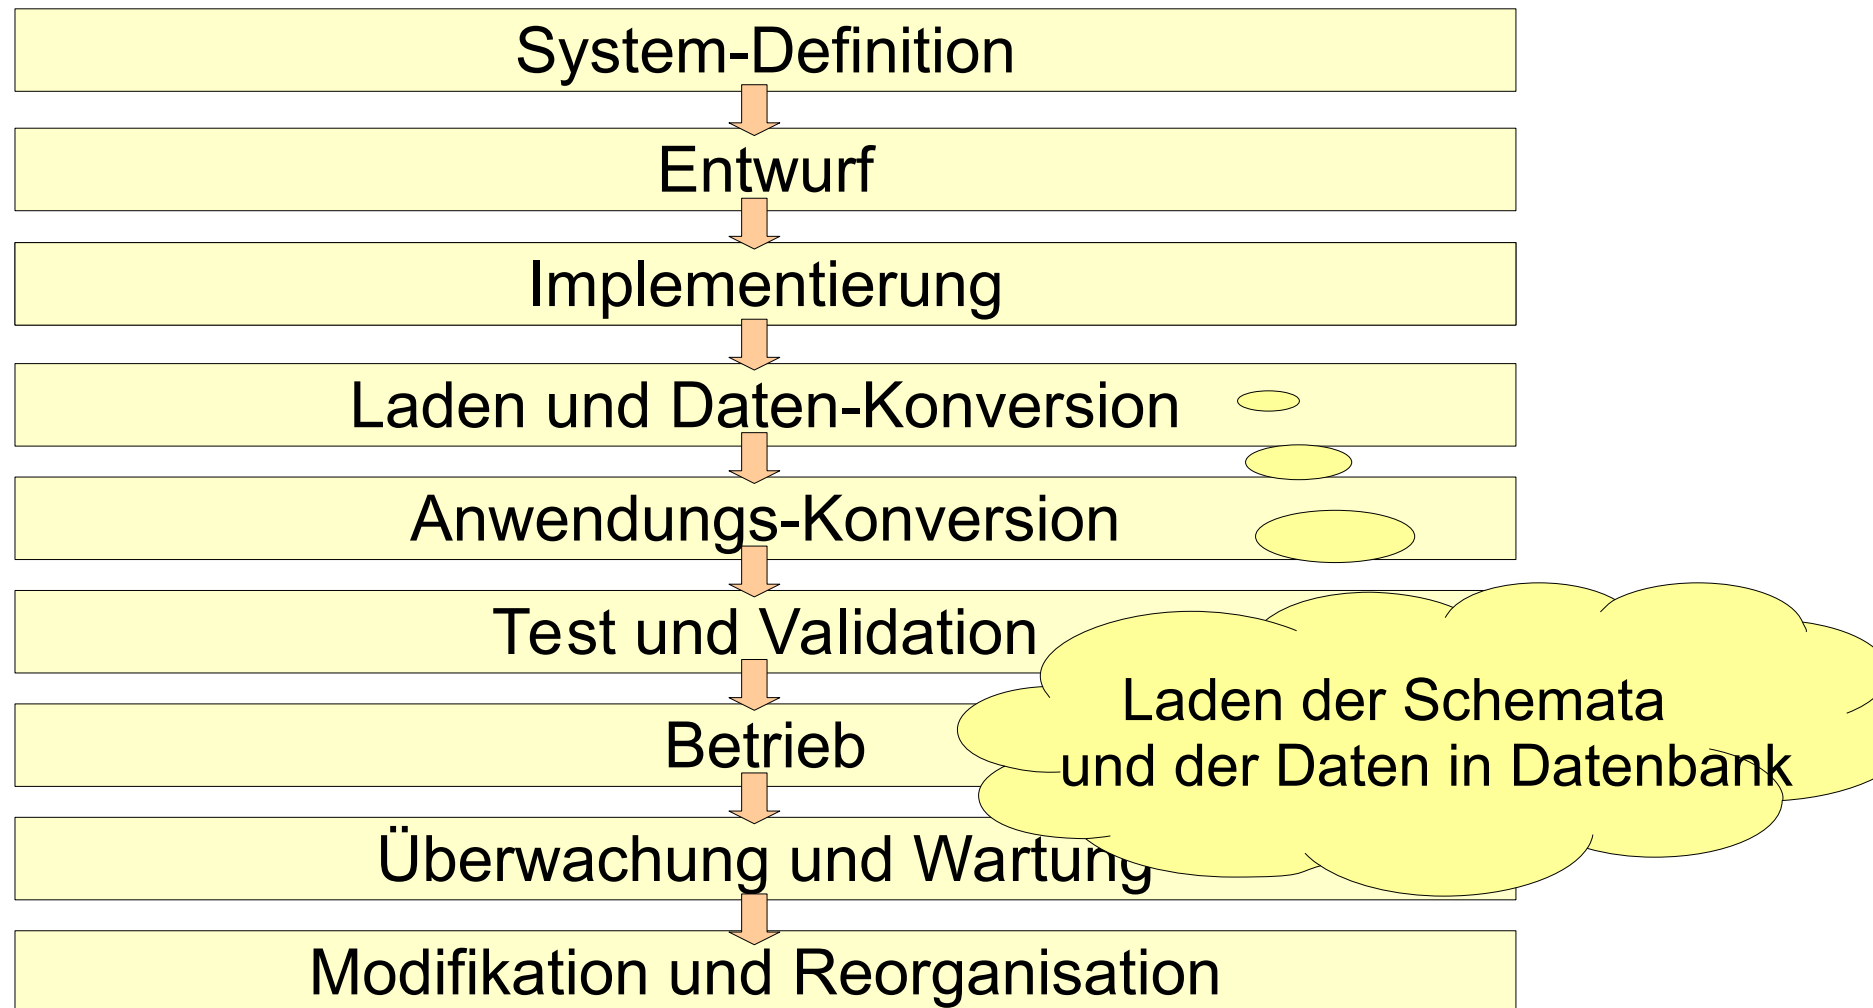 System-Definition
Entwurf
Implementierung
Laden und Daten-Konversion
Anwendungs-Konversion
Test und Validation
Laden der Schemata
und der Daten in Datenbank
Betrieb
Überwachung und Wartung
Modifikation und Reorganisation